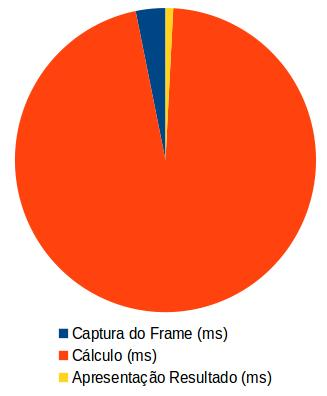 Captura do Frame (ms)
Cálculo (ms)
Apresentação Resultado (ms)